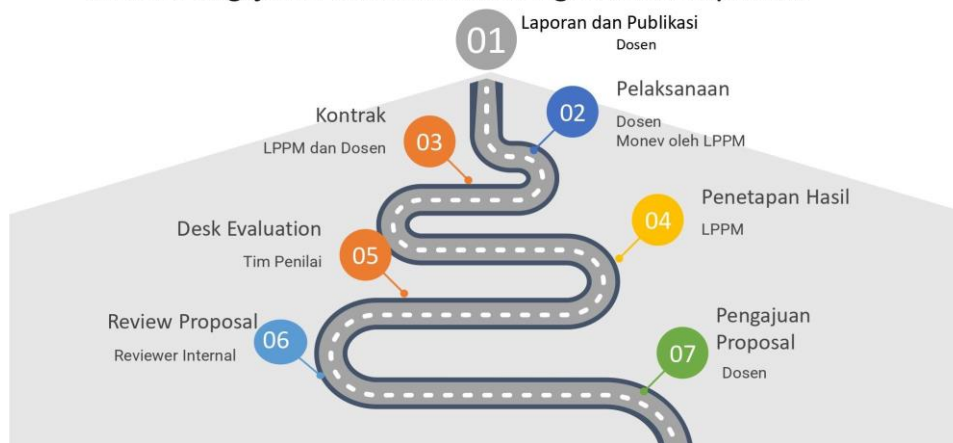 01
Laporan dan Publikasi
Dosen
02
Pelaksanaan
Dosen
Monev oleh LPPM
Kontrak
LPPM dan Dosen
03
04
Penetapan Hasil
LPPM
Desk Evaluation
Tim Penilai
05
Review Proposal
Reviewer Internal
06
07
Pengajuan
Proposal
Dosen